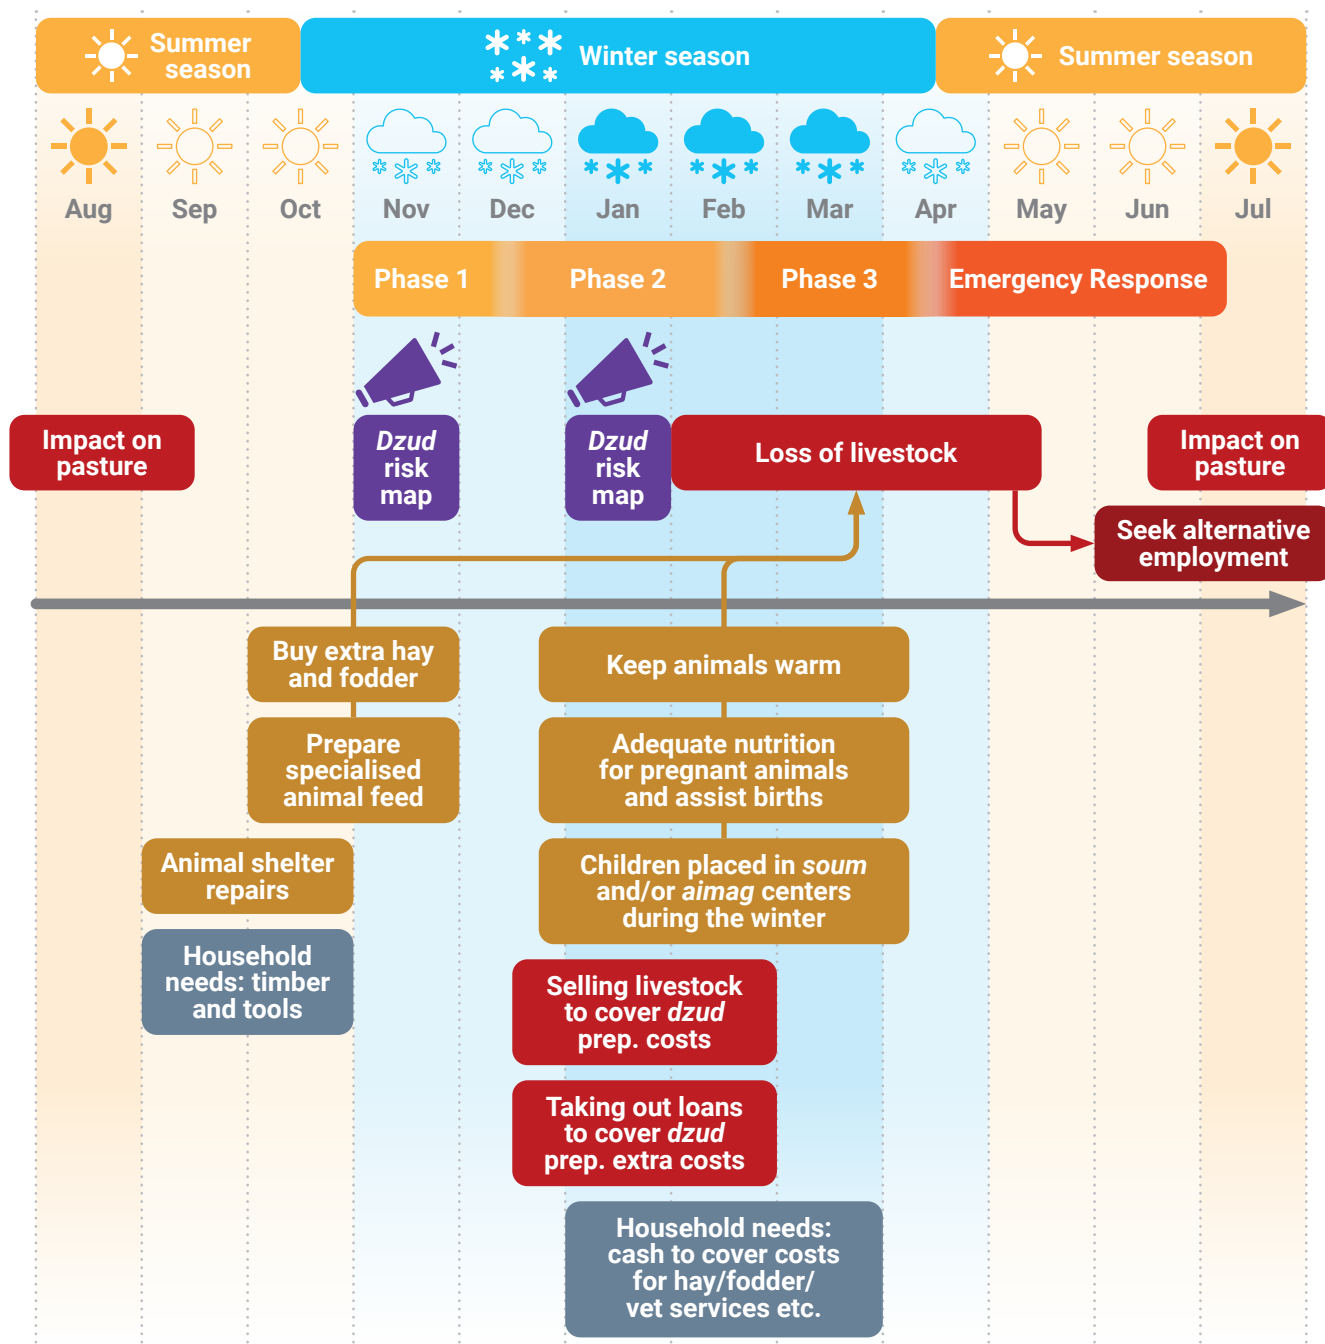 Summer
season
Winter season
Summer season
Aug
Sep
Oct
Nov
Dec
Jan
Feb
Mar
Apr
May
Jun
Jul
Phase 1
Phase 2
Phase 3
Emergency Response
Impact on
pasture
Dzud
risk
map
Dzud
risk
map
Loss of livestock
Impact on
pasture
Seek alternative
employment
Buy extra hay
and fodder
Keep animals warm
Prepare
specialised
animal feed
Adequate nutrition
for pregnant animals
and assist births
Animal shelter
repairs
Children placed in soum
and/or aimag centers
during the winter
Household
needs: timber
and tools
Selling livestock
to cover dzud
prep. costs
Taking out loans
to cover dzud
prep. extra costs
Household needs:
cash to cover costs
for hay/fodder/
vet services etc.